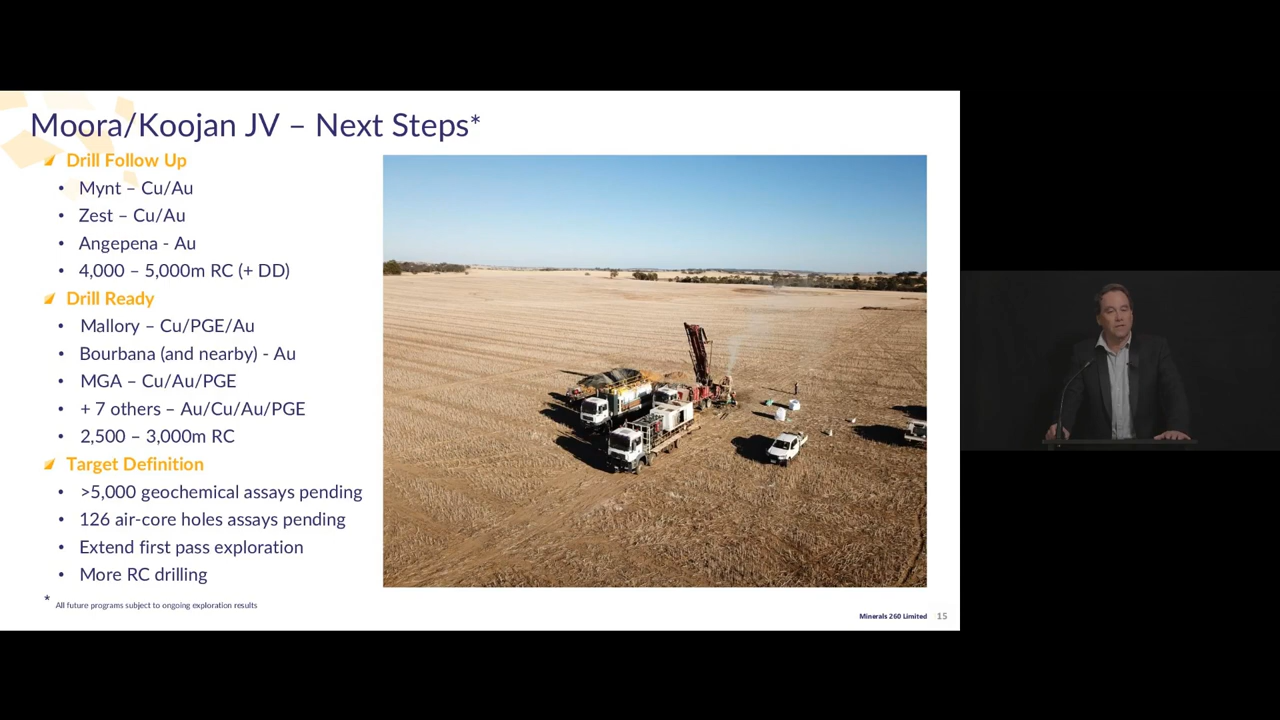 Moora/Koojan JV – Next Steps*
Drill Follow Up
• Mynt – Cu/Au
• Zest – Cu/Au
• Angepena - Au
• 4,000 – 5,000m RC (+ DD)
Drill Ready
• Mallory – Cu/PGE/Au
• Bourbana (and nearby) - Au
• MGA – Cu/Au/PGE
• + 7 others – Au/Cu/Au/PGE
• 2,500 – 3,000m RC
Target Definition
• >5,000 geochemical assays pending
• 126 air-core holes assays pending
• Extend first pass exploration
• More RC drilling
* All future programs subject to ongoing exploration results
Minerals 260 Limited 15